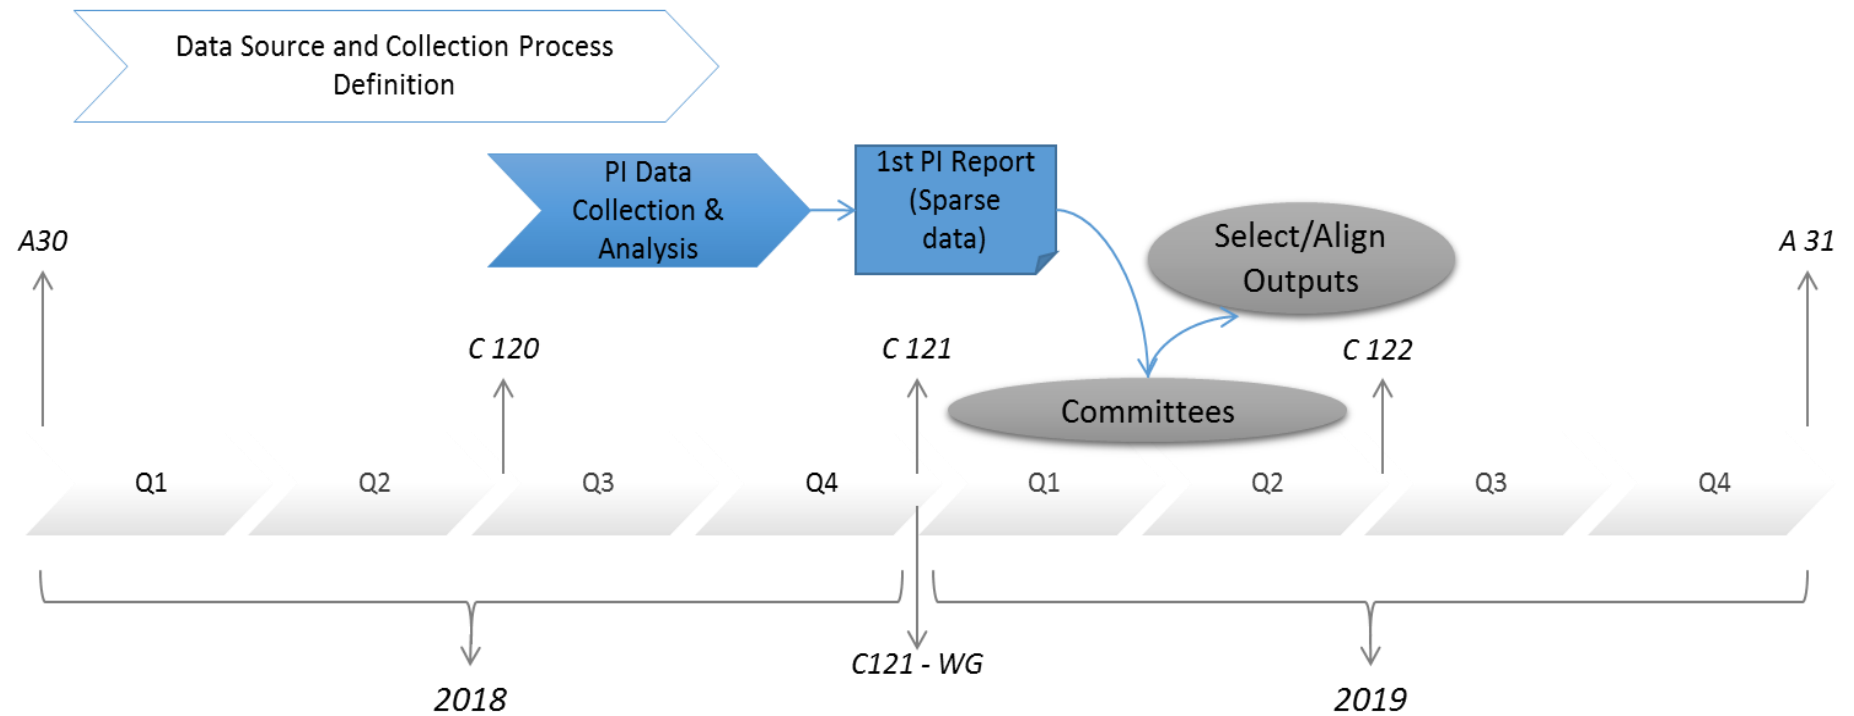 Data Source and Collection Process
Definition
PI Data
Collection &
Analysis
1st PI Report
(Sparse
data)
Select/Align
Outputs
A30
A 31
C 120
C 121
C 122
Committees
Q1
Q2
Q3
Q4
Q1
Q2
Q3
Q4
C121 - WG
2018
2019